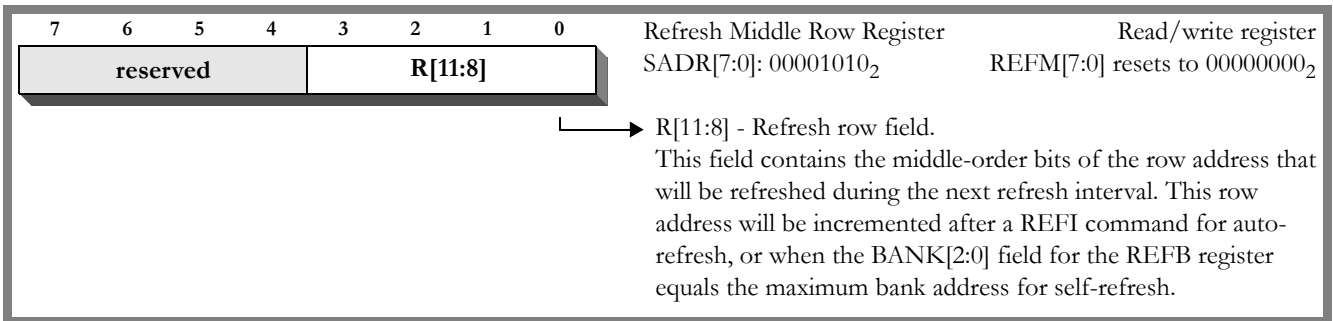 7 6 5 4 3 2 1 0
reserved R[11:8]
Refresh Middle Row Register Read/write register
SADR[7:0]: 00001010₂ REFM[7:0] resets to 00000000₂
R[11:8] - Refresh row field.
This field contains the middle-order bits of the row address that
will be refreshed during the next refresh interval. This row
address will be incremented after a REFI command for auto-
refresh, or when the BANK[2:0] field for the REFB register
equals the maximum bank address for self-refresh.